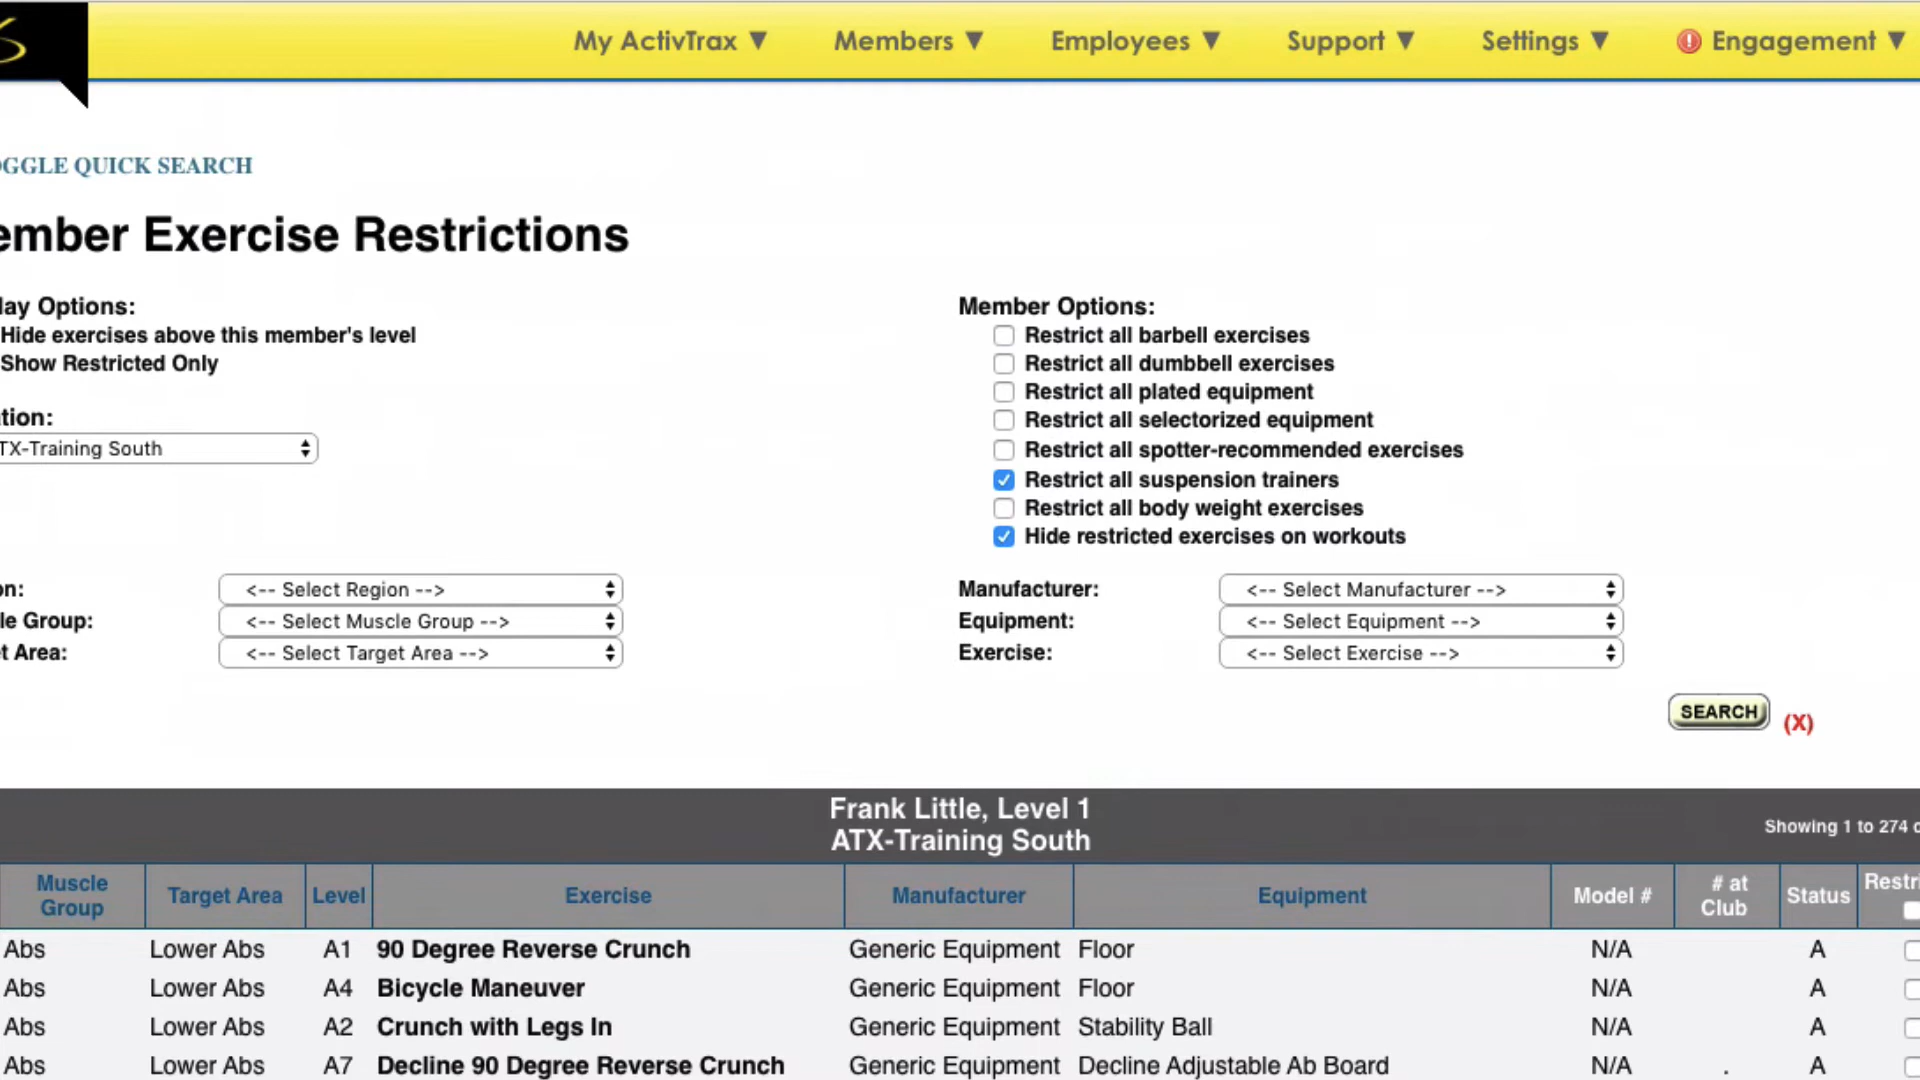 My ActivTrax ▼ Members ▼ Employees ▼ Support ▼ Settings ▼ Engagement ▼
OGGLE QUICK SEARCH
ember Exercise Restrictions
lay Options:
Hide exercises above this member's level
Show Restricted Only
tion:
TX-Training South
Member Options:
Restrict all barbell exercises
Restrict all dumbbell exercises
Restrict all plated equipment
Restrict all selectorized equipment
Restrict all spotter-recommended exercises
Restrict all suspension trainers
Restrict all body weight exercises
Hide restricted exercises on workouts
on: <-- Select Region -->
le Group: <-- Select Muscle Group -->
t Area: <-- Select Target Area -->
Manufacturer: <-- Select Manufacturer -->
Equipment: <-- Select Equipment -->
Exercise: <-- Select Exercise -->
SEARCH (X)
Frank Little, Level 1
ATX-Training South
Showing 1 to 274 o
Muscle Group Target Area Level Exercise Manufacturer Equipment Model # # at Club Status Restri
Abs Lower Abs A1 90 Degree Reverse Crunch Generic Equipment Floor N/A A
Abs Lower Abs A4 Bicycle Maneuver Generic Equipment Floor N/A A
Abs Lower Abs A2 Crunch with Legs In Generic Equipment Stability Ball N/A A
Abs Lower Abs A7 Decline 90 Degree Reverse Crunch Generic Equipment Decline Adjustable Ab Board N/A . A